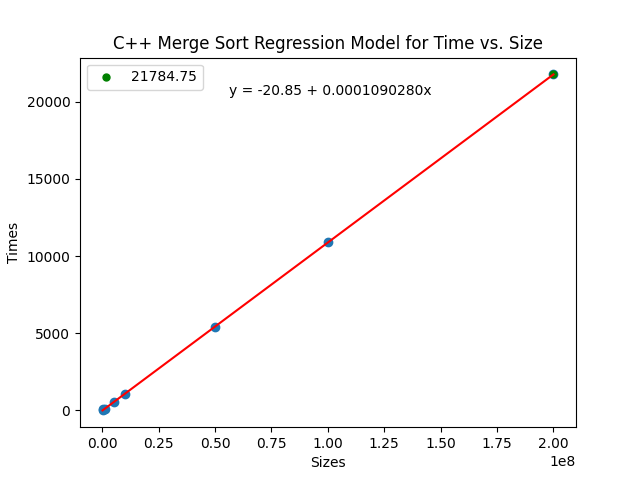 C++ Merge Sort Regression Model for Time vs. Size
21784.75
y = -20.85 + 0.0001090280x
20000
15000
10000
5000
0
Times
0.00 0.25 0.50 0.75 1.00 1.25 1.50 1.75 2.00
Sizes
1e8